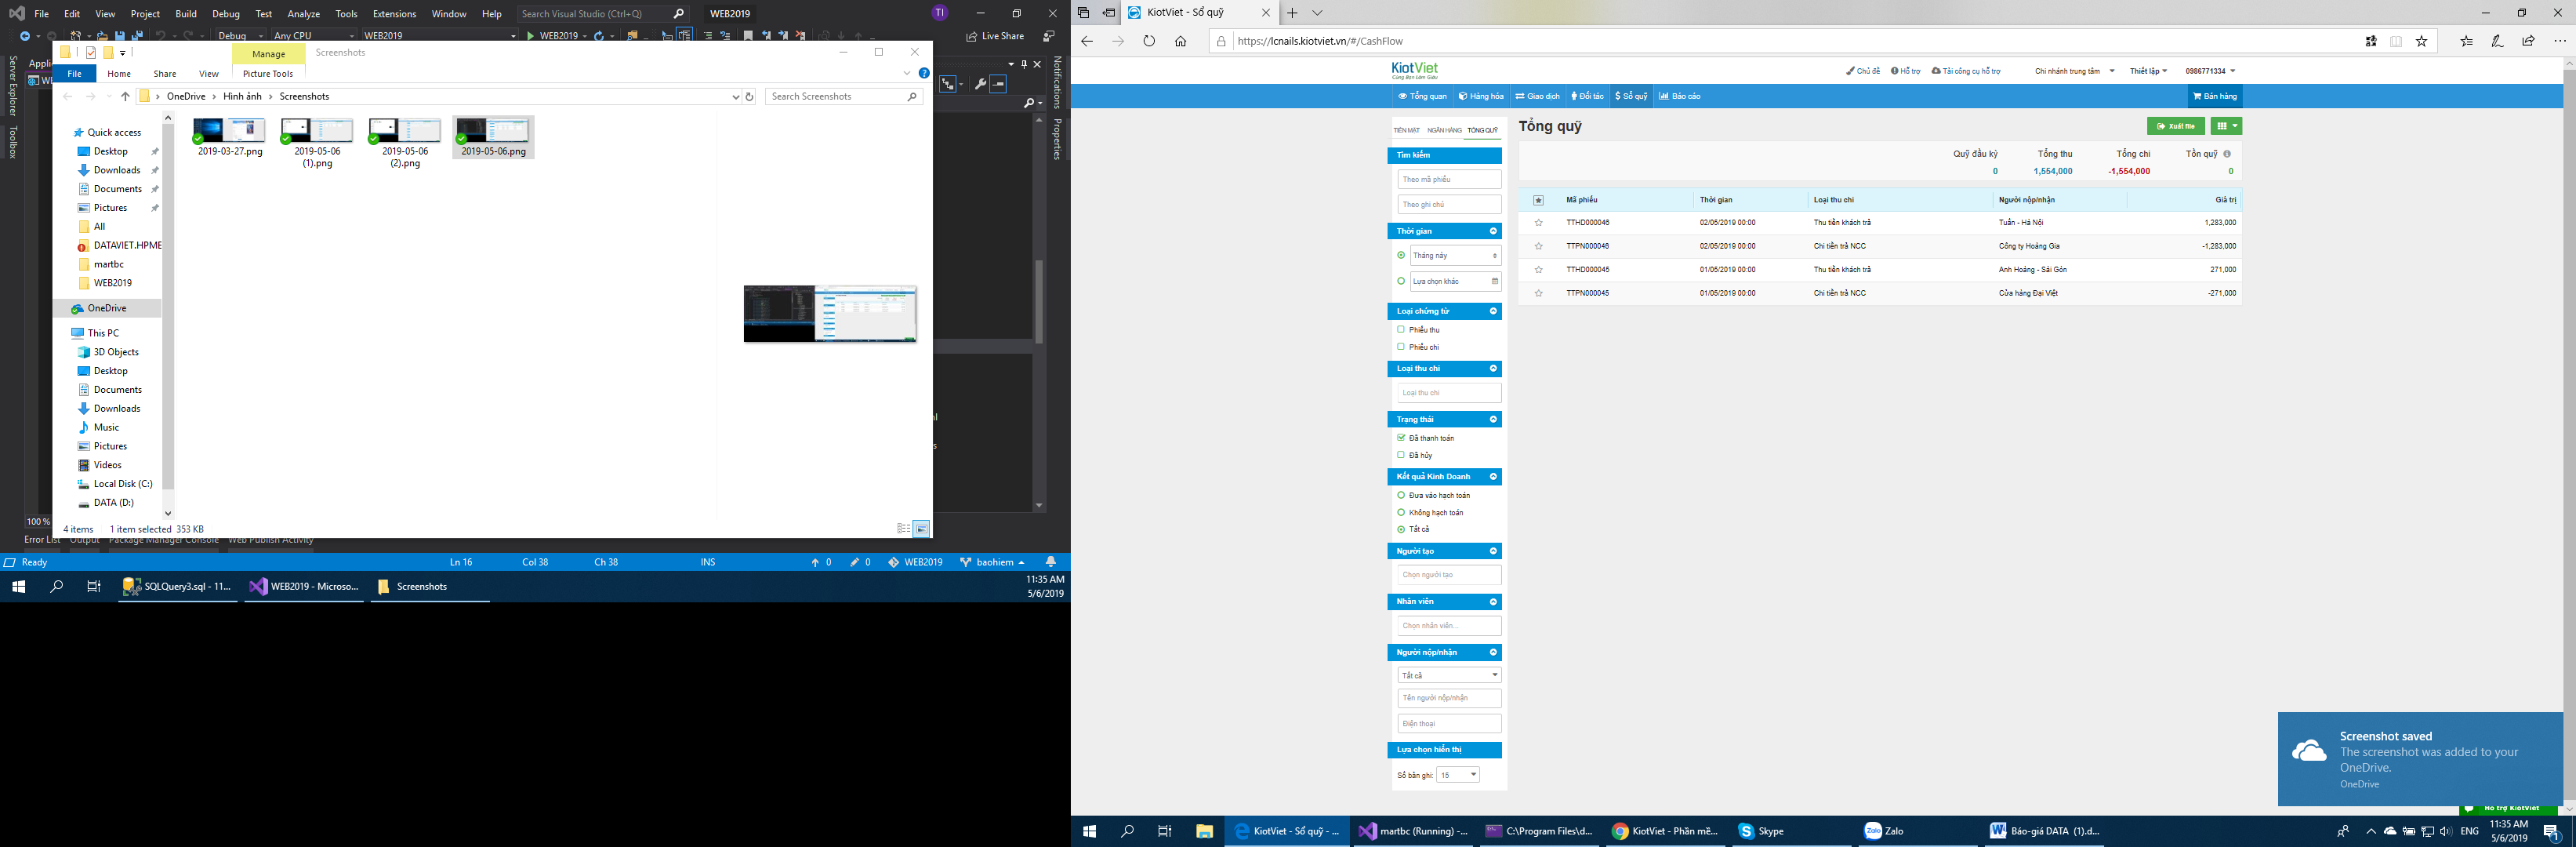 File Edit View Project Build Debug Test Analyze Tools Extensions Window Help Search Visual Studio (Ctrl+Q) WEB2019 TI
Debug Any CPU WEB2019 WEB2019 Live Share
Manage Screenshots
File Home Share View Picture Tools
OneDrive > Hình ảnh > Screenshots Search Screenshots
Server Explorer
Toolbox
Notifications
Properties
Quick access
Desktop
Downloads
Documents
Pictures
All
DATAVIET.HPME
martbc
WEB2019
OneDrive
This PC
3D Objects
Desktop
Documents
Downloads
Music
Pictures
Videos
Local Disk (C:)
DATA (D:)
2019-03-27.png
2019-05-06 (1).png
2019-05-06 (2).png
2019-05-06.png
4 items 1 item selected 353 KB
100 %
Error List Output Package Manager Console Web Publish Activity
Ready Ln 16 Col 38 Ch 38 INS 0 0 WEB2019 baohiem
SQLQuery3.sql - 11... WEB2019 - Microso... Screenshots
11:35 AM
5/6/2019
KiotViet - Sổ quỹ
https://lcnails.kiotviet.vn/#/CashFlow
KiotViet
Chủ đề Hỗ trợ Tải công cụ hỗ trợ Chi nhánh trung tâm Thiết lập 0986771334
Tổng quan Hàng hóa Giao dịch Đối tác Sổ quỹ Báo cáo Bán hàng
TIỀN MẶT NGÂN HÀNG TỔNG QUỸ
Tổng quỹ
Xuất file
Quỹ đầu kỳ Tổng thu Tổng chi Tồn quỹ
0 1,554,000 -1,554,000 0
Mã phiếu Thời gian Loại thu chi Người nộp/nhận Giá trị
TTHD000046 02/05/2019 00:00 Thu tiền khách trả Tuấn - Hà Nội 1,283,000
TTPN000046 02/05/2019 00:00 Chi tiền trả NCC Công ty Hoàng Gia -1,283,000
TTHD000045 01/05/2019 00:00 Thu tiền khách trả Anh Hoàng - Sài Gòn 271,000
TTPN000045 01/05/2019 00:00 Chi tiền trả NCC Cửa hàng Đại Việt -271,000
Tìm kiếm
Theo mã phiếu
Theo ghi chú
Thời gian
Tháng này
Lựa chọn khác
Loại chứng từ
Phiếu thu
Phiếu chi
Loại thu chi
Loại thu chi
Trạng thái
Đã thanh toán
Đã hủy
Kết quả Kinh Doanh
Đưa vào hạch toán
Không hạch toán
Tất cả
Người tạo
Chọn người tạo
Nhân viên
Chọn nhân viên...
Người nộp/nhận
Tất cả
Tên người nộp/nhận
Điện thoại
Lựa chọn hiển thị
Số bản ghi: 15
Screenshot saved
The screenshot was added to your
OneDrive.
OneDrive
Hỗ trợ KiotViet
KiotViet - Sổ quỹ - ... martbc (Running) -... C:\Program Files\d... KiotViet - Phần mề... Skype Zalo Báo-giá DATA (1).d...
ENG
11:35 AM
5/6/2019
1